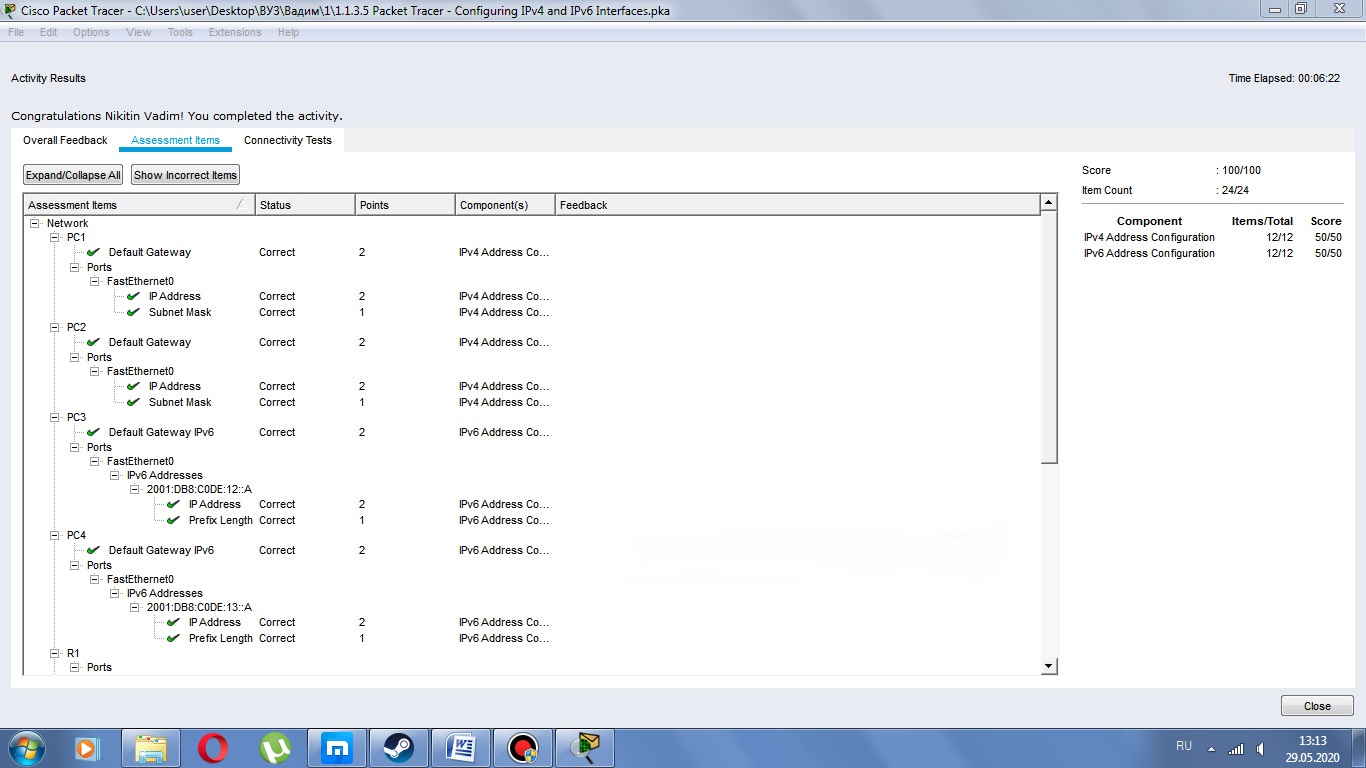 Cisco Packet Tracer - C:\Users\user\Desktop\ВУЗ\Вадим\1\1.1.3.5 Packet Tracer - Configuring IPv4 and IPv6 Interfaces.pka
File Edit Options View Tools Extensions Help
Activity Results
Time Elapsed: 00:06:22
Congratulations Nikitin Vadim! You completed the activity.
Overall Feedback Assessment Items Connectivity Tests
Expand/Collapse All Show Incorrect Items
Assessment Items Status Points Component(s) Feedback
Network
PC1
Default Gateway Correct 2 IPv4 Address Co...
Ports
FastEthernet0
IP Address Correct 2 IPv4 Address Co...
Subnet Mask Correct 1 IPv4 Address Co...
PC2
Default Gateway Correct 2 IPv4 Address Co...
Ports
FastEthernet0
IP Address Correct 2 IPv4 Address Co...
Subnet Mask Correct 1 IPv4 Address Co...
PC3
Default Gateway IPv6 Correct 2 IPv6 Address Co...
Ports
FastEthernet0
IPv6 Addresses
2001:DB8:C0DE:12::A
IP Address Correct 2 IPv6 Address Co...
Prefix Length Correct 1 IPv6 Address Co...
PC4
Default Gateway IPv6 Correct 2 IPv6 Address Co...
Ports
FastEthernet0
IPv6 Addresses
2001:DB8:C0DE:13::A
IP Address Correct 2 IPv6 Address Co...
Prefix Length Correct 1 IPv6 Address Co...
R1
Ports
Score : 100/100
Item Count : 24/24
Component Items/Total Score
IPv4 Address Configuration 12/12 50/50
IPv6 Address Configuration 12/12 50/50
Close
RU
13:13
29.05.2020